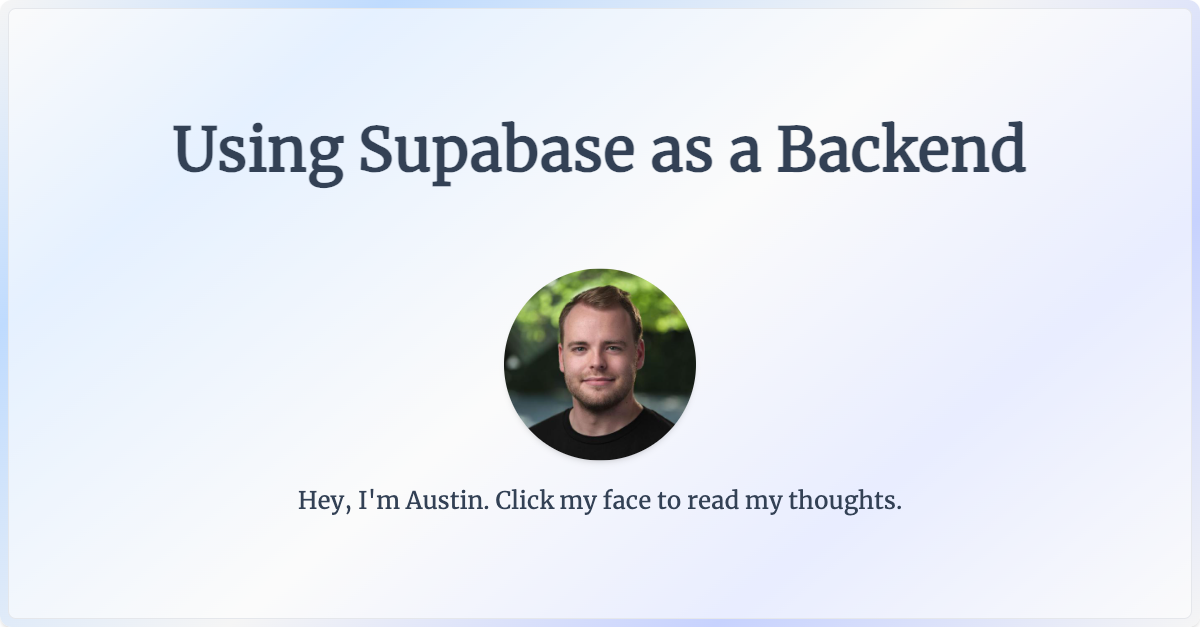 Using Supabase as a Backend
Hey, I'm Austin. Click my face to read my thoughts.